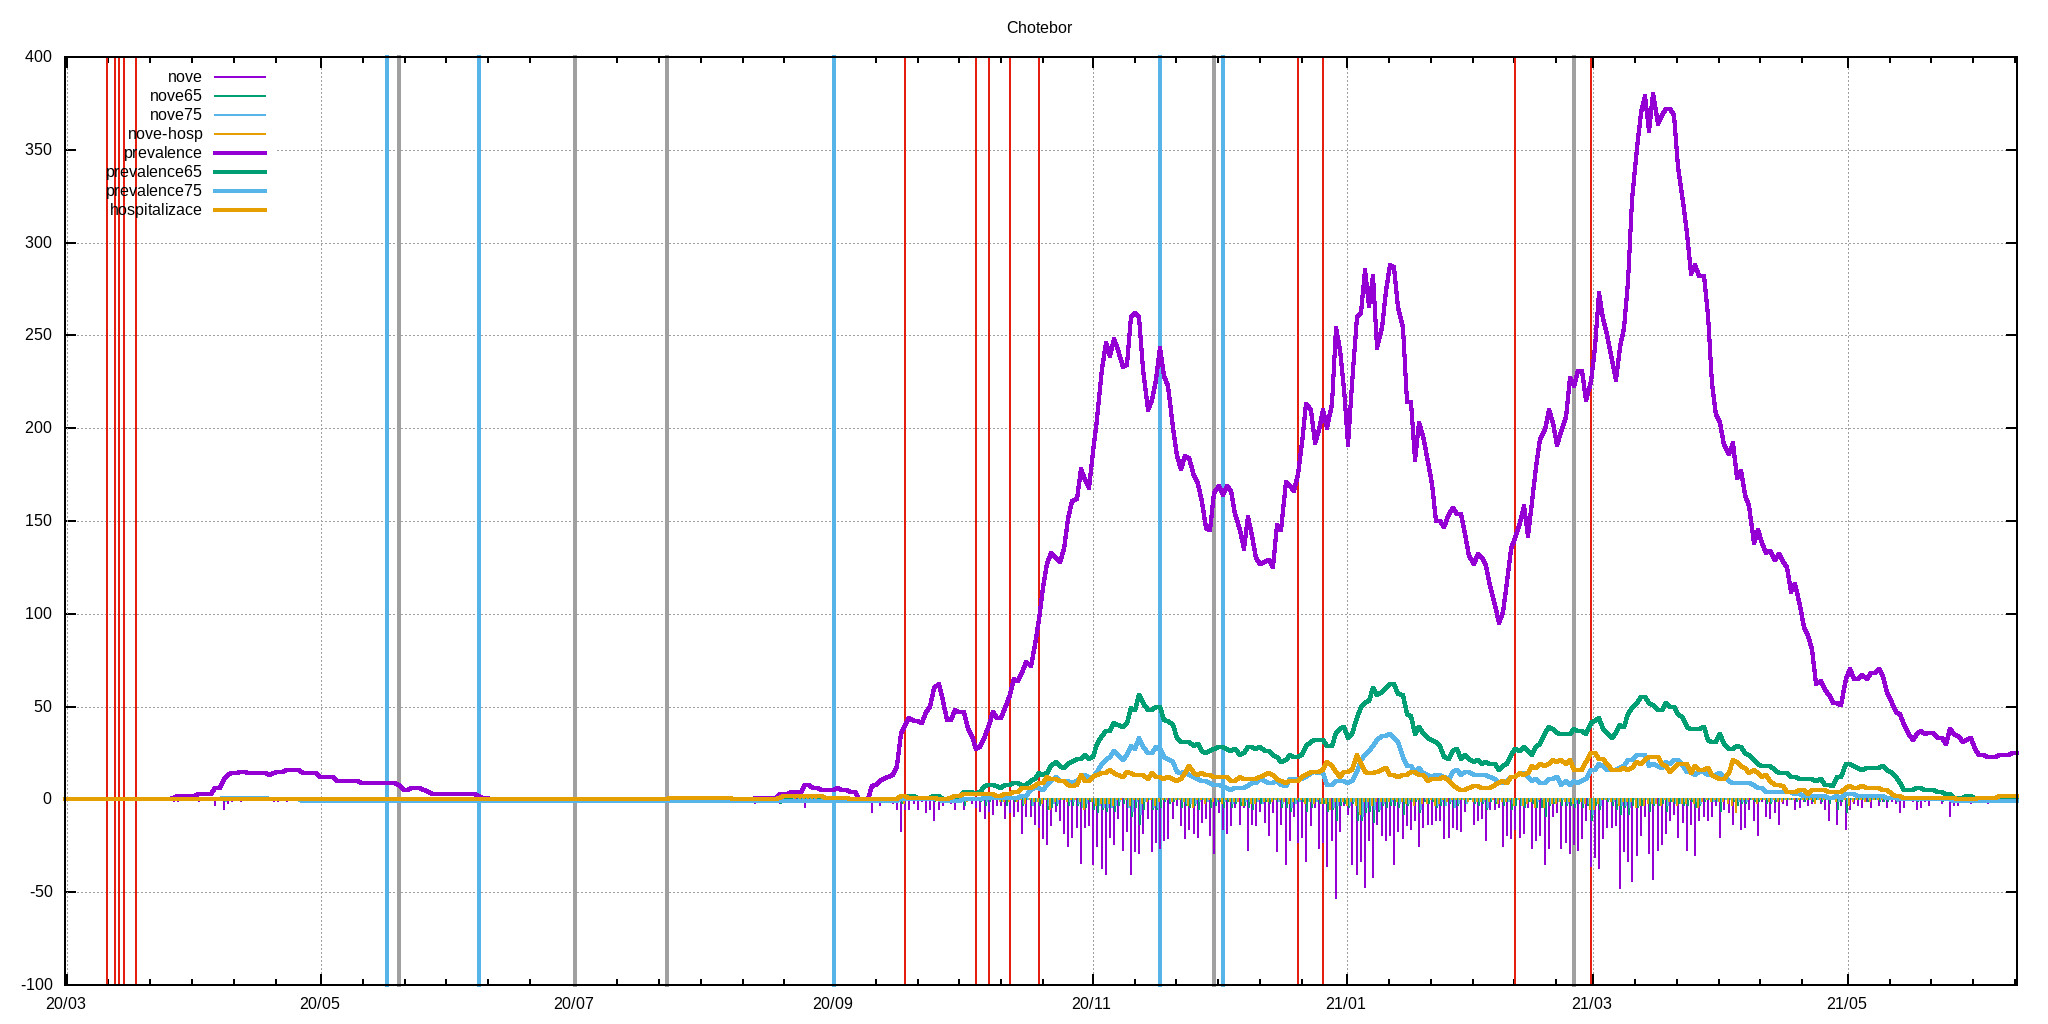 Chotebor
400
350
300
250
200
150
100
50
0
-50
-100
nove
nove65
nove75
nove-hosp
prevalence
prevalence65
prevalence75
hospitalizace
20/03 20/05 20/07 20/09 20/11 21/01 21/03 21/05